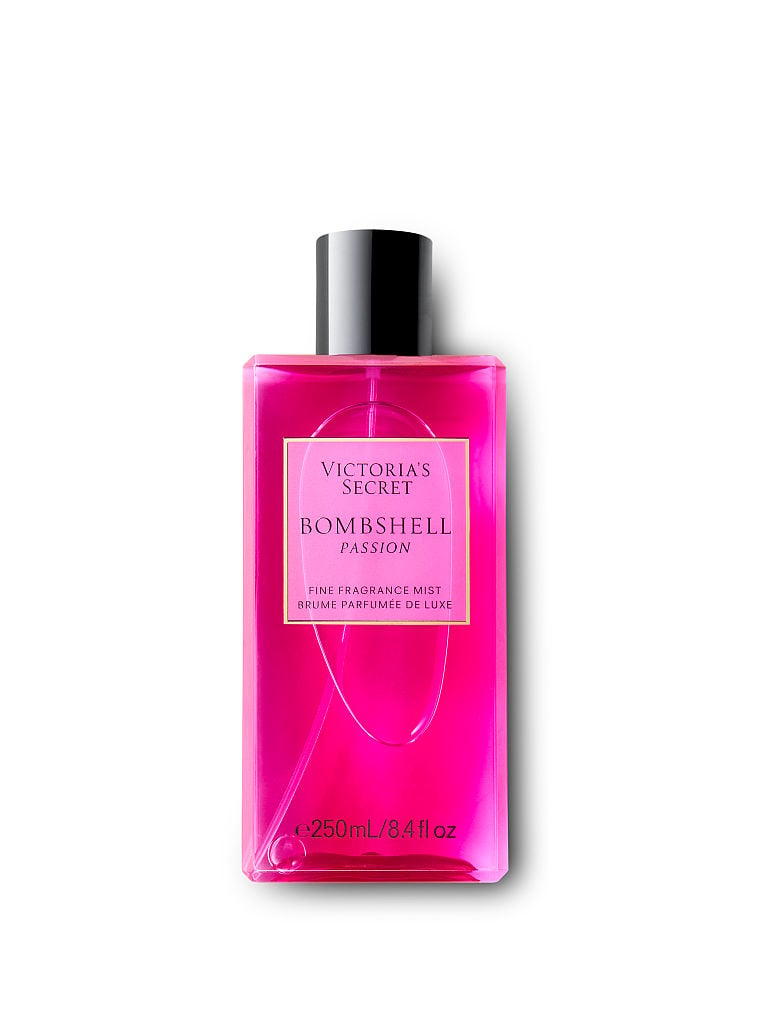 VICTORIA'S
SECRET
BOMBSHELL
PASSION
FINE FRAGRANCE MIST
BRUME PARFUMÉE DE LUXE
℮250mL/8.4fl oz